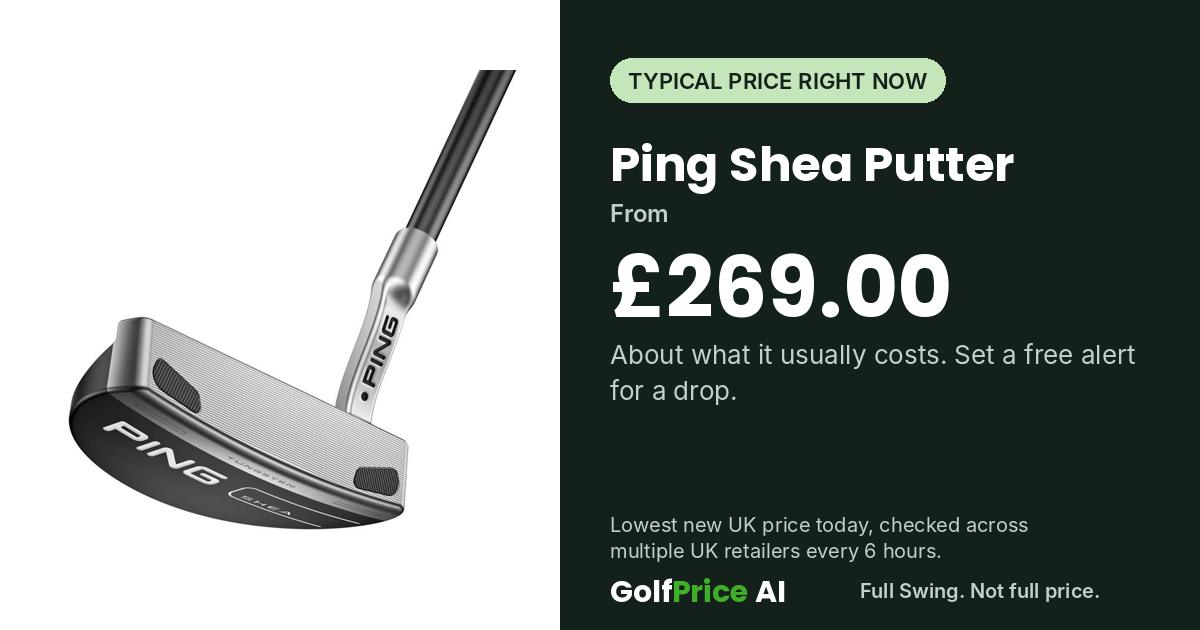 PING
PING
TUNGSTEN
SHEA
TYPICAL PRICE RIGHT NOW
Ping Shea Putter
From
£269.00
About what it usually costs. Set a free alert
for a drop.
Lowest new UK price today, checked across
multiple UK retailers every 6 hours.
GolfPrice AI
Full Swing. Not full price.